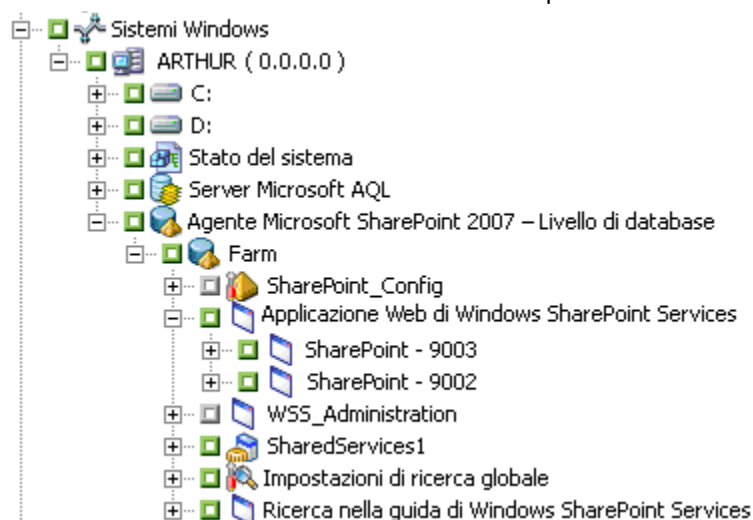 Sistemi Windows
ARTHUR ( 0.0.0.0 )
C:
D:
Stato del sistema
Server Microsoft AQL
Agente Microsoft SharePoint 2007 – Livello di database
Farm
SharePoint_Config
Applicazione Web di Windows SharePoint Services
SharePoint - 9003
SharePoint - 9002
WSS_Administration
SharedServices1
Impostazioni di ricerca globale
Ricerca nella guida di Windows SharePoint Services